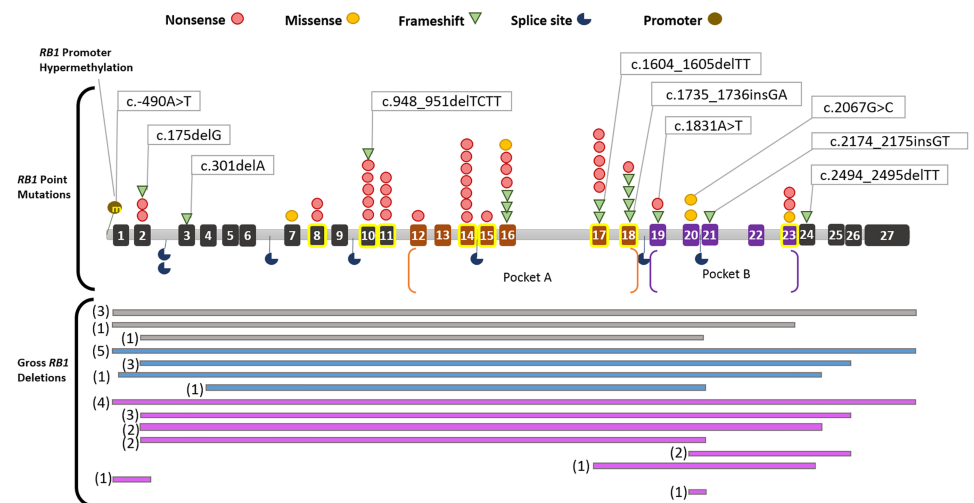 Nonsense Missense Frameshift Splice site Promoter
RB1 Promoter
Hypermethylation
c.-490A>T
c.175delG
c.301delA
c.948_951delTCTT
c.1604_1605delTT
c.1735_1736insGA
c.1831A>T
c.2067G>C
c.2174_2175insGT
c.2494_2495delTT
RB1 Point
Mutations
m
1 2 3 4 5 6 7 8 9 10 11 12 13 14 15 16 17 18 19 20 21 22 23 24 25 26 27
Pocket A Pocket B
Gross RB1
Deletions
(3)
(1)
(1)
(5)
(3)
(1)
(1)
(4)
(3)
(2)
(2)
(2)
(1)
(1)
(1)